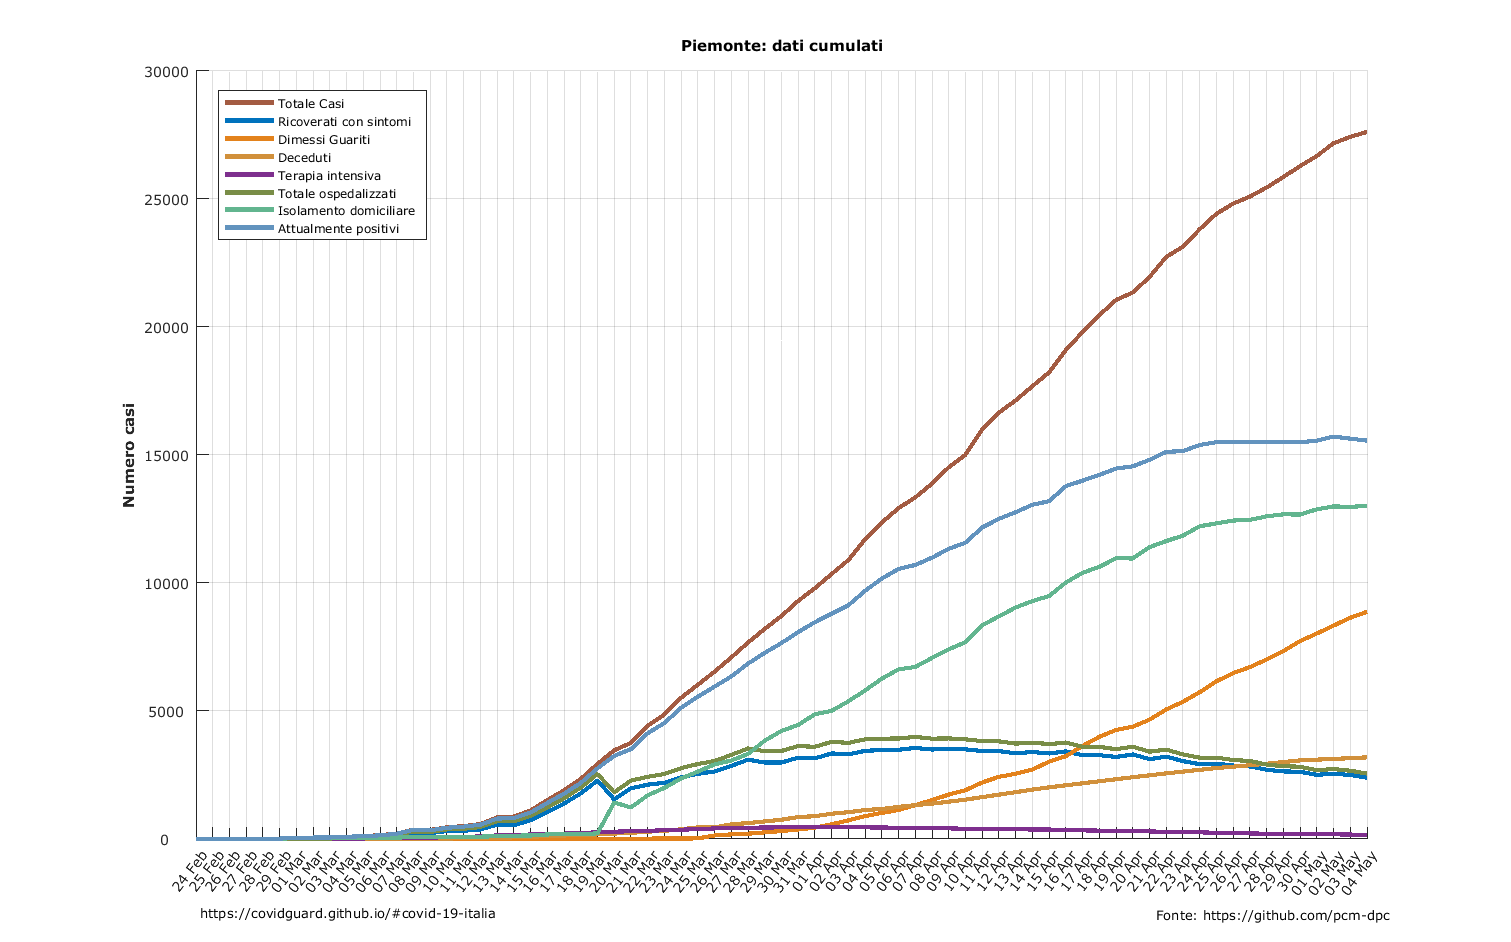 Piemonte: dati cumulati
30000
25000
20000
15000
10000
5000
0
Numero casi
Totale Casi
Ricoverati con sintomi
Dimessi Guariti
Deceduti
Terapia intensiva
Totale ospedalizzati
Isolamento domiciliare
Attualmente positivi
24 Feb
25 Feb
26 Feb
27 Feb
28 Feb
29 Feb
01 Mar
02 Mar
03 Mar
04 Mar
05 Mar
06 Mar
07 Mar
08 Mar
09 Mar
10 Mar
11 Mar
12 Mar
13 Mar
14 Mar
15 Mar
16 Mar
17 Mar
18 Mar
19 Mar
20 Mar
21 Mar
22 Mar
23 Mar
24 Mar
25 Mar
26 Mar
27 Mar
28 Mar
29 Mar
30 Mar
31 Mar
01 Apr
02 Apr
03 Apr
04 Apr
05 Apr
06 Apr
07 Apr
08 Apr
09 Apr
10 Apr
11 Apr
12 Apr
13 Apr
14 Apr
15 Apr
16 Apr
17 Apr
18 Apr
19 Apr
20 Apr
21 Apr
22 Apr
23 Apr
24 Apr
25 Apr
26 Apr
27 Apr
28 Apr
29 Apr
30 Apr
01 May
02 May
03 May
04 May
https://covidguard.github.io/#covid-19-italia
Fonte: https://github.com/pcm-dpc